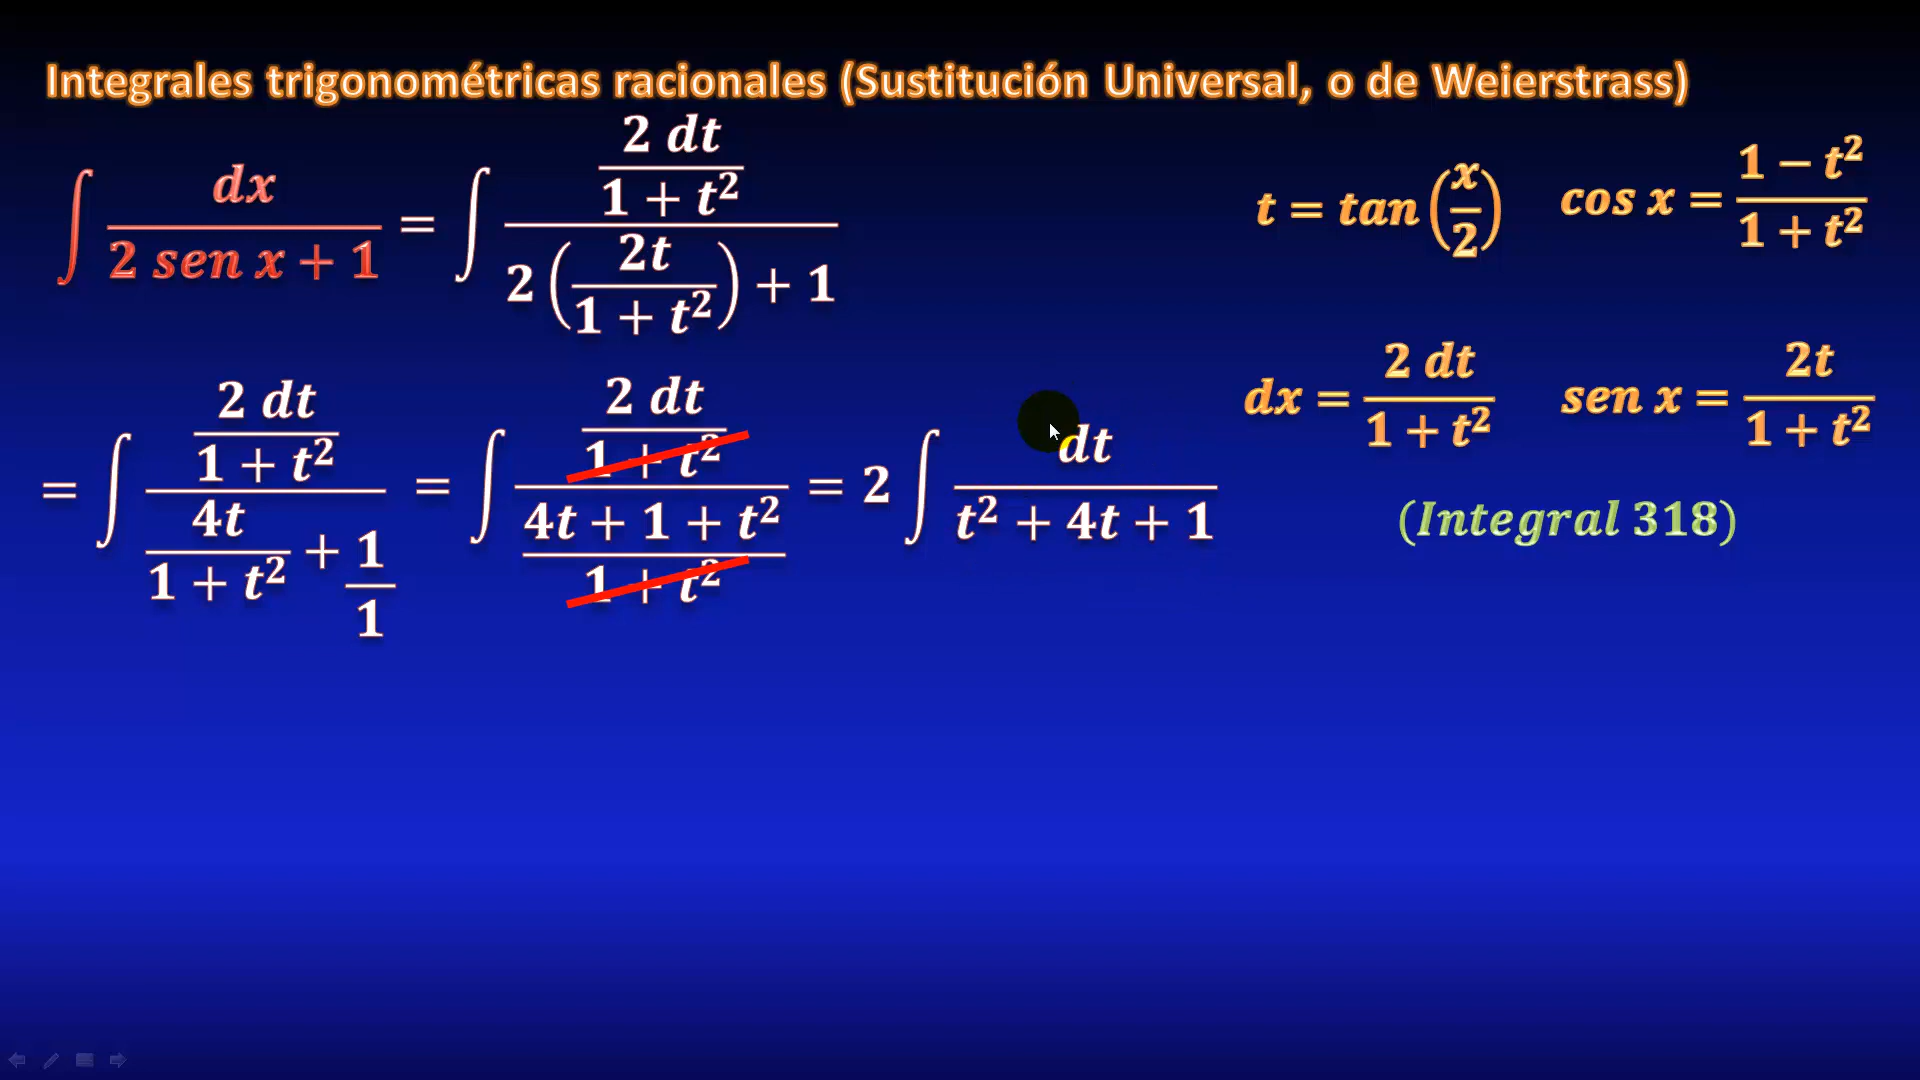 Integrales trigonométricas racionales (Sustitución Universal, o de Weierstrass)
∫ dx / (2 sen x + 1) = ∫ (2 dt / (1 + t²)) / (2 (2t / (1 + t²)) + 1)
t = tan (x/2)
cos x = (1 − t²) / (1 + t²)
dx = 2 dt / (1 + t²)
sen x = 2t / (1 + t²)
= ∫ (2 dt / (1 + t²)) / (4t / (1 + t²) + 1/1) = ∫ (2 dt / (1 + t²)) / ((4t + 1 + t²) / (1 + t²)) = 2 ∫ dt / (t² + 4t + 1)
(Integral 318)